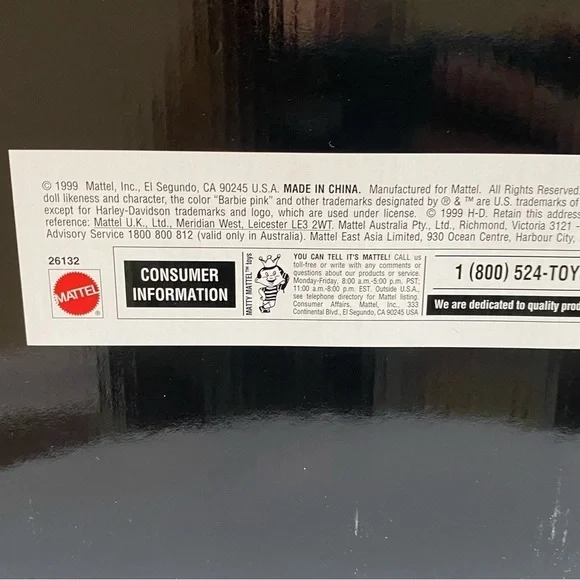 © 1999 Mattel, Inc., El Segundo, CA 90245 U.S.A. MADE IN CHINA. Manufactured for Mattel. All Rights Reserved.
doll likeness and character, the color "Barbie pink" and other trademarks designated by ® & ™ are U.S. trademarks of
except for Harley-Davidson trademarks and logo, which are used under license. © 1999 H-D. Retain this address
reference: Mattel U.K., Ltd., Meridian West, Leicester LE3 2WT. Mattel Australia Pty., Ltd., Richmond, Victoria 3121 -
Advisory Service 1800 800 812 (valid only in Australia). Mattel East Asia Limited, 930 Ocean Centre, Harbour City,
26132
MATTEL ®
CONSUMER
INFORMATION
MATTY MATTEL™ toys
YOU CAN TELL IT'S MATTEL! CALL us
toll-free or write with any comments or
questions about our products or service.
Monday-Friday, 8:00 a.m.-5:00 p.m. PST;
11:00 a.m.-8:00 p.m. EST. Outside U.S.A.,
see telephone directory for Mattel listing.
Consumer Affairs, Mattel, Inc., 333
Continental Blvd., El Segundo, CA 90245 USA
1 (800) 524-TOY
We are dedicated to quality prod